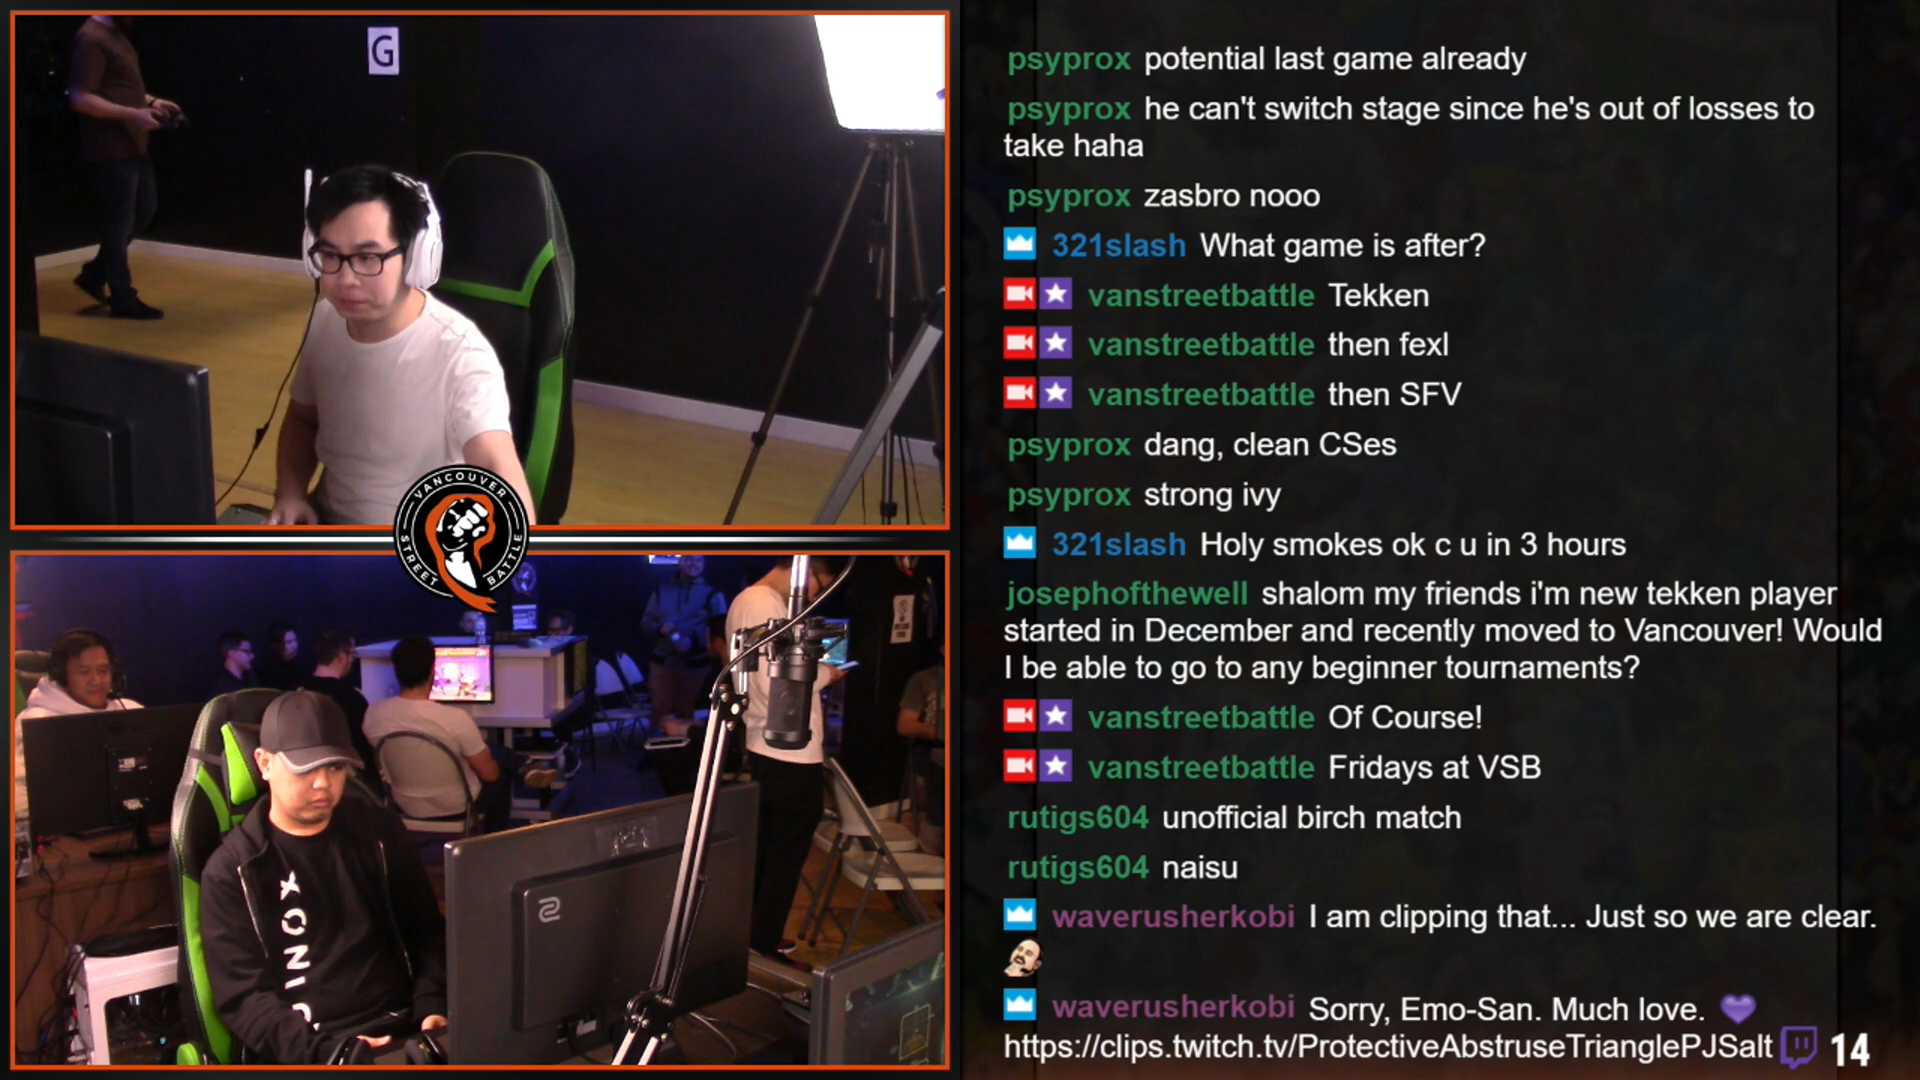 G
VANCOUVER
STREET BATTLE
XONIC
psyprox potential last game already
psyprox he can't switch stage since he's out of losses to
take haha
psyprox zasbro nooo
321slash What game is after?
vanstreetbattle Tekken
vanstreetbattle then fexl
vanstreetbattle then SFV
psyprox dang, clean CSes
psyprox strong ivy
321slash Holy smokes ok c u in 3 hours
josephofthewell shalom my friends i'm new tekken player
started in December and recently moved to Vancouver! Would
I be able to go to any beginner tournaments?
vanstreetbattle Of Course!
vanstreetbattle Fridays at VSB
rutigs604 unofficial birch match
rutigs604 naisu
waverusherkobi I am clipping that... Just so we are clear.
waverusherkobi Sorry, Emo-San. Much love.
https://clips.twitch.tv/ProtectiveAbstruseTrianglePJSalt 14